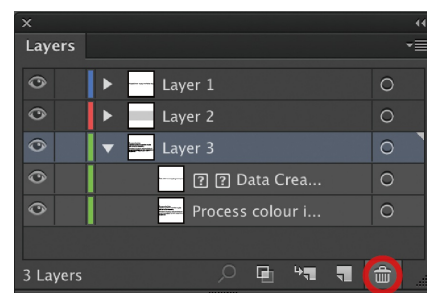 Layers
Layer 1
Layer 2
Layer 3
? ? Data Crea...
Process colour i...
3 Layers